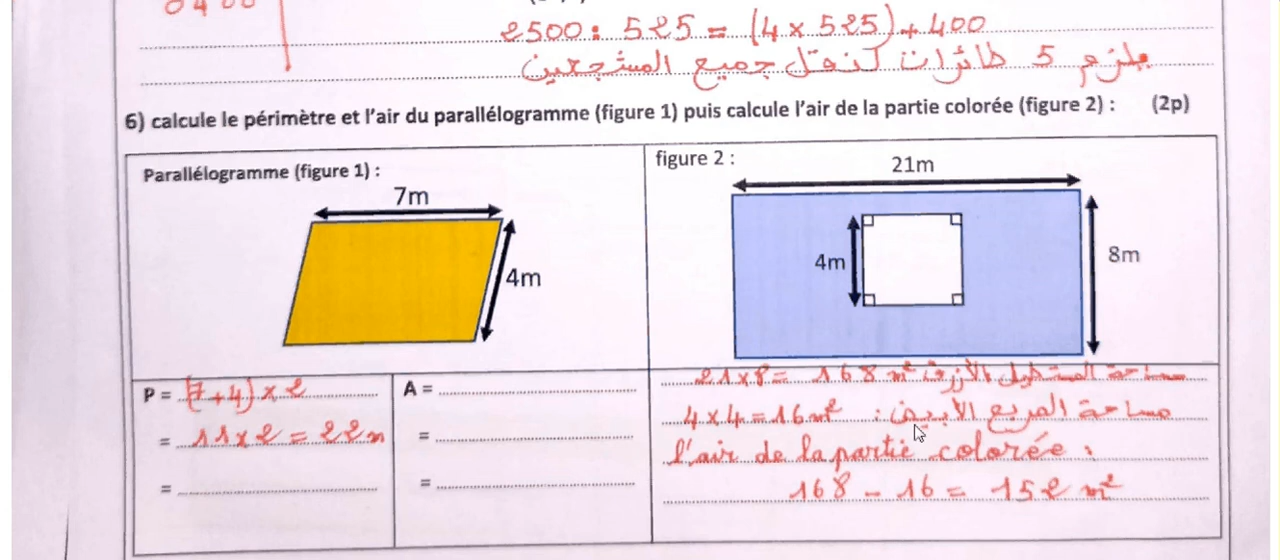 0400
2500 : 525 = (4 x 525) + 400
يلزم 5 طائرات لنقل جميع المشجعين
6) calcule le périmètre et l'air du parallélogramme (figure 1) puis calcule l'air de la partie colorée (figure 2) : (2p)
Parallélogramme (figure 1) :
7m
4m
figure 2 :
21m
4m
8m
P = (7+4) x 2
= 11 x 2 = 22m
=
A =
=
=
21x8 = 168 m² مساحة المستطيل الأزرق
4 x 4 = 16 m² : مساحة المربع الأبيض
l'air de la partie colorée :
168 - 16 = 152 m²